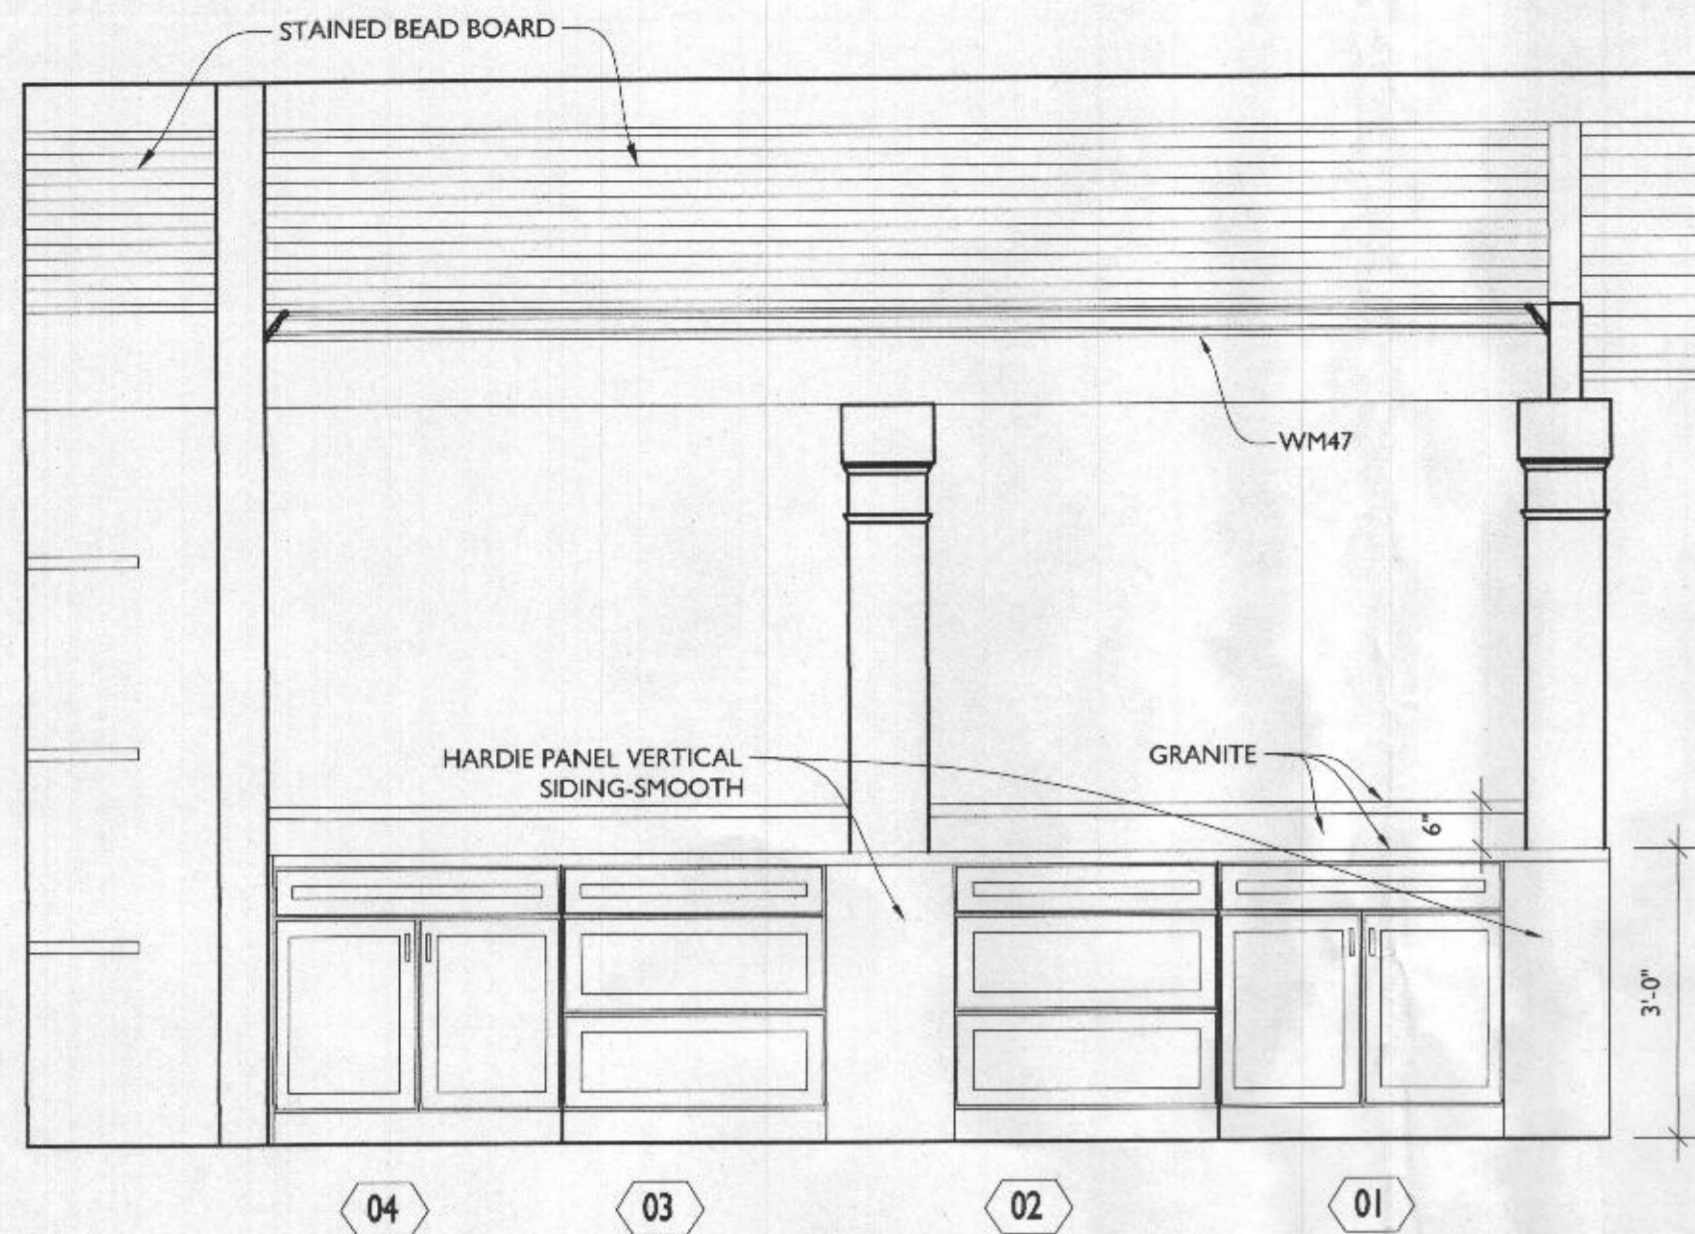 STAINED BEAD BOARD
WM47
HARDIE PANEL VERTICAL
SIDING-SMOOTH
GRANITE
6"
3'-0"
04
03
02
01